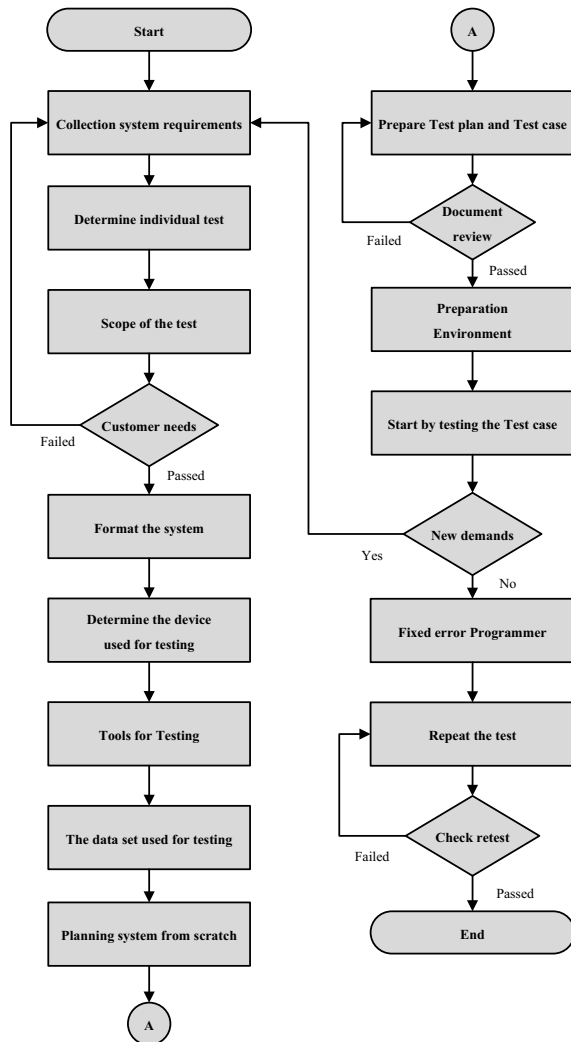 Start
Collection system requirements
Determine individual test
Scope of the test
Customer needs
Failed
Passed
Format the system
Determine the device
used for testing
Tools for Testing
The data set used for testing
Planning system from scratch
A
A
Prepare Test plan and Test case
Document
review
Failed
Passed
Preparation
Environment
Start by testing the Test case
New demands
Yes
No
Fixed error Programmer
Repeat the test
Check retest
Failed
Passed
End